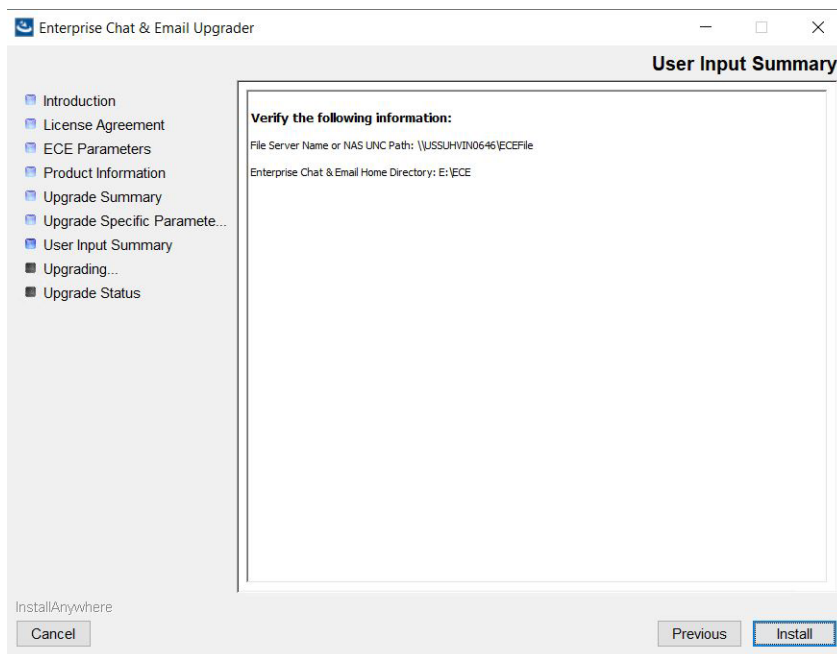 Enterprise Chat & Email Upgrader
User Input Summary
Introduction
License Agreement
ECE Parameters
Product Information
Upgrade Summary
Upgrade Specific Paramete...
User Input Summary
Upgrading...
Upgrade Status
Verify the following information:
File Server Name or NAS UNC Path: \\USSUHVIN0646\ECEFile
Enterprise Chat & Email Home Directory: E:\ECE
InstallAnywhere
Cancel
Previous
Install